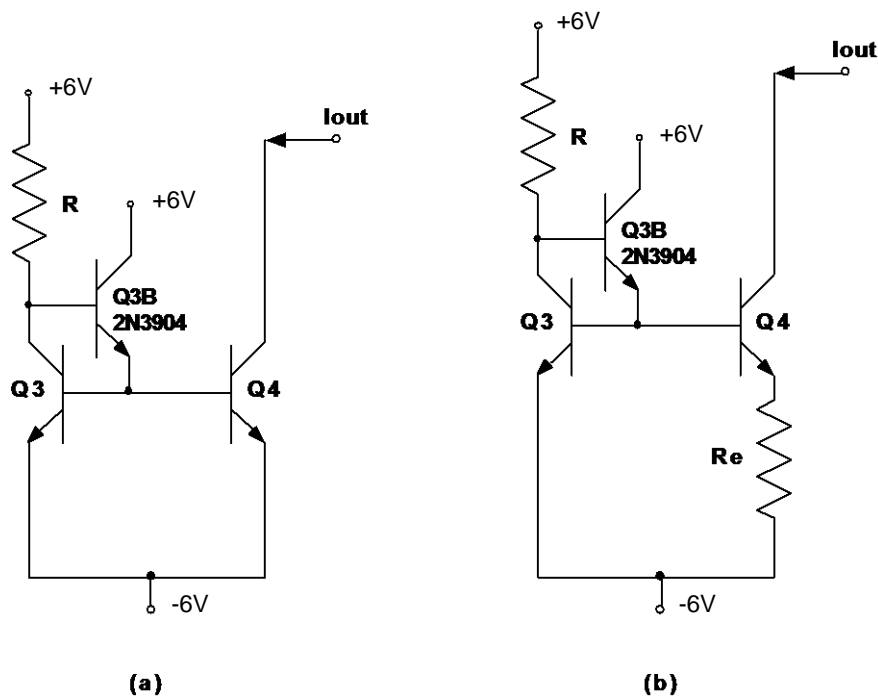 +6V
Iout
R
+6V
Q3B
2N3904
Q3
Q4
-6V
(a)
+6V
Iout
R
+6V
Q3B
2N3904
Q3
Q4
Re
-6V
(b)